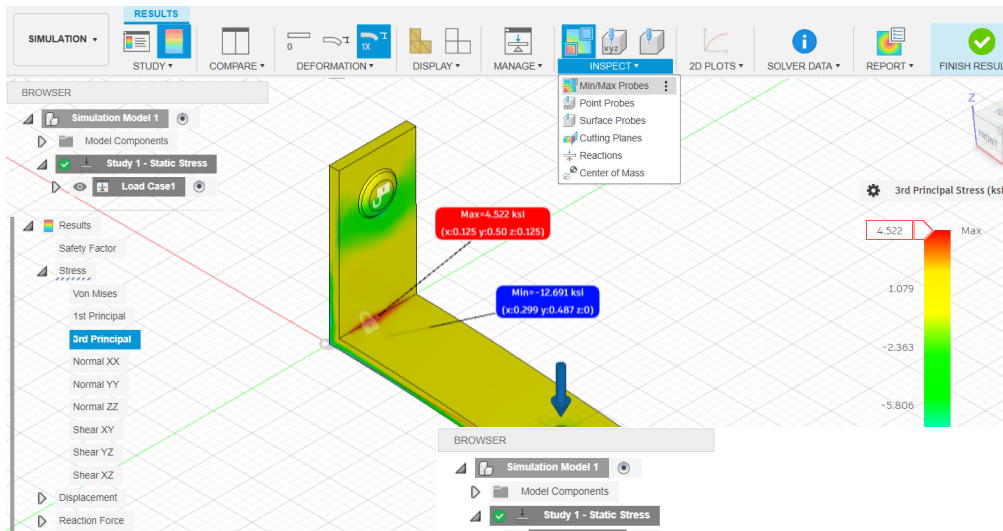 RESULTS
SIMULATION
STUDY
COMPARE
DEFORMATION
DISPLAY
MANAGE
INSPECT
2D PLOTS
SOLVER DATA
REPORT
FINISH RESUL
0
1X
xyz
Min/Max Probes
Point Probes
Surface Probes
Cutting Planes
Reactions
Center of Mass
BROWSER
Simulation Model 1
Model Components
Study 1 - Static Stress
Load Case1
Results
Safety Factor
Stress
Von Mises
1st Principal
3rd Principal
Normal XX
Normal YY
Normal ZZ
Shear XY
Shear YZ
Shear XZ
Displacement
Reaction Force
Max=4.522 ksi
(x:0.125 y:0.50 z:0.125)
Min=-12.691 ksi
(x:0.299 y:0.487 z:0)
Z
FRONT
3rd Principal Stress (ksi
4.522 Max
1.079
-2.363
-5.806
BROWSER
Simulation Model 1
Model Components
Study 1 - Static Stress